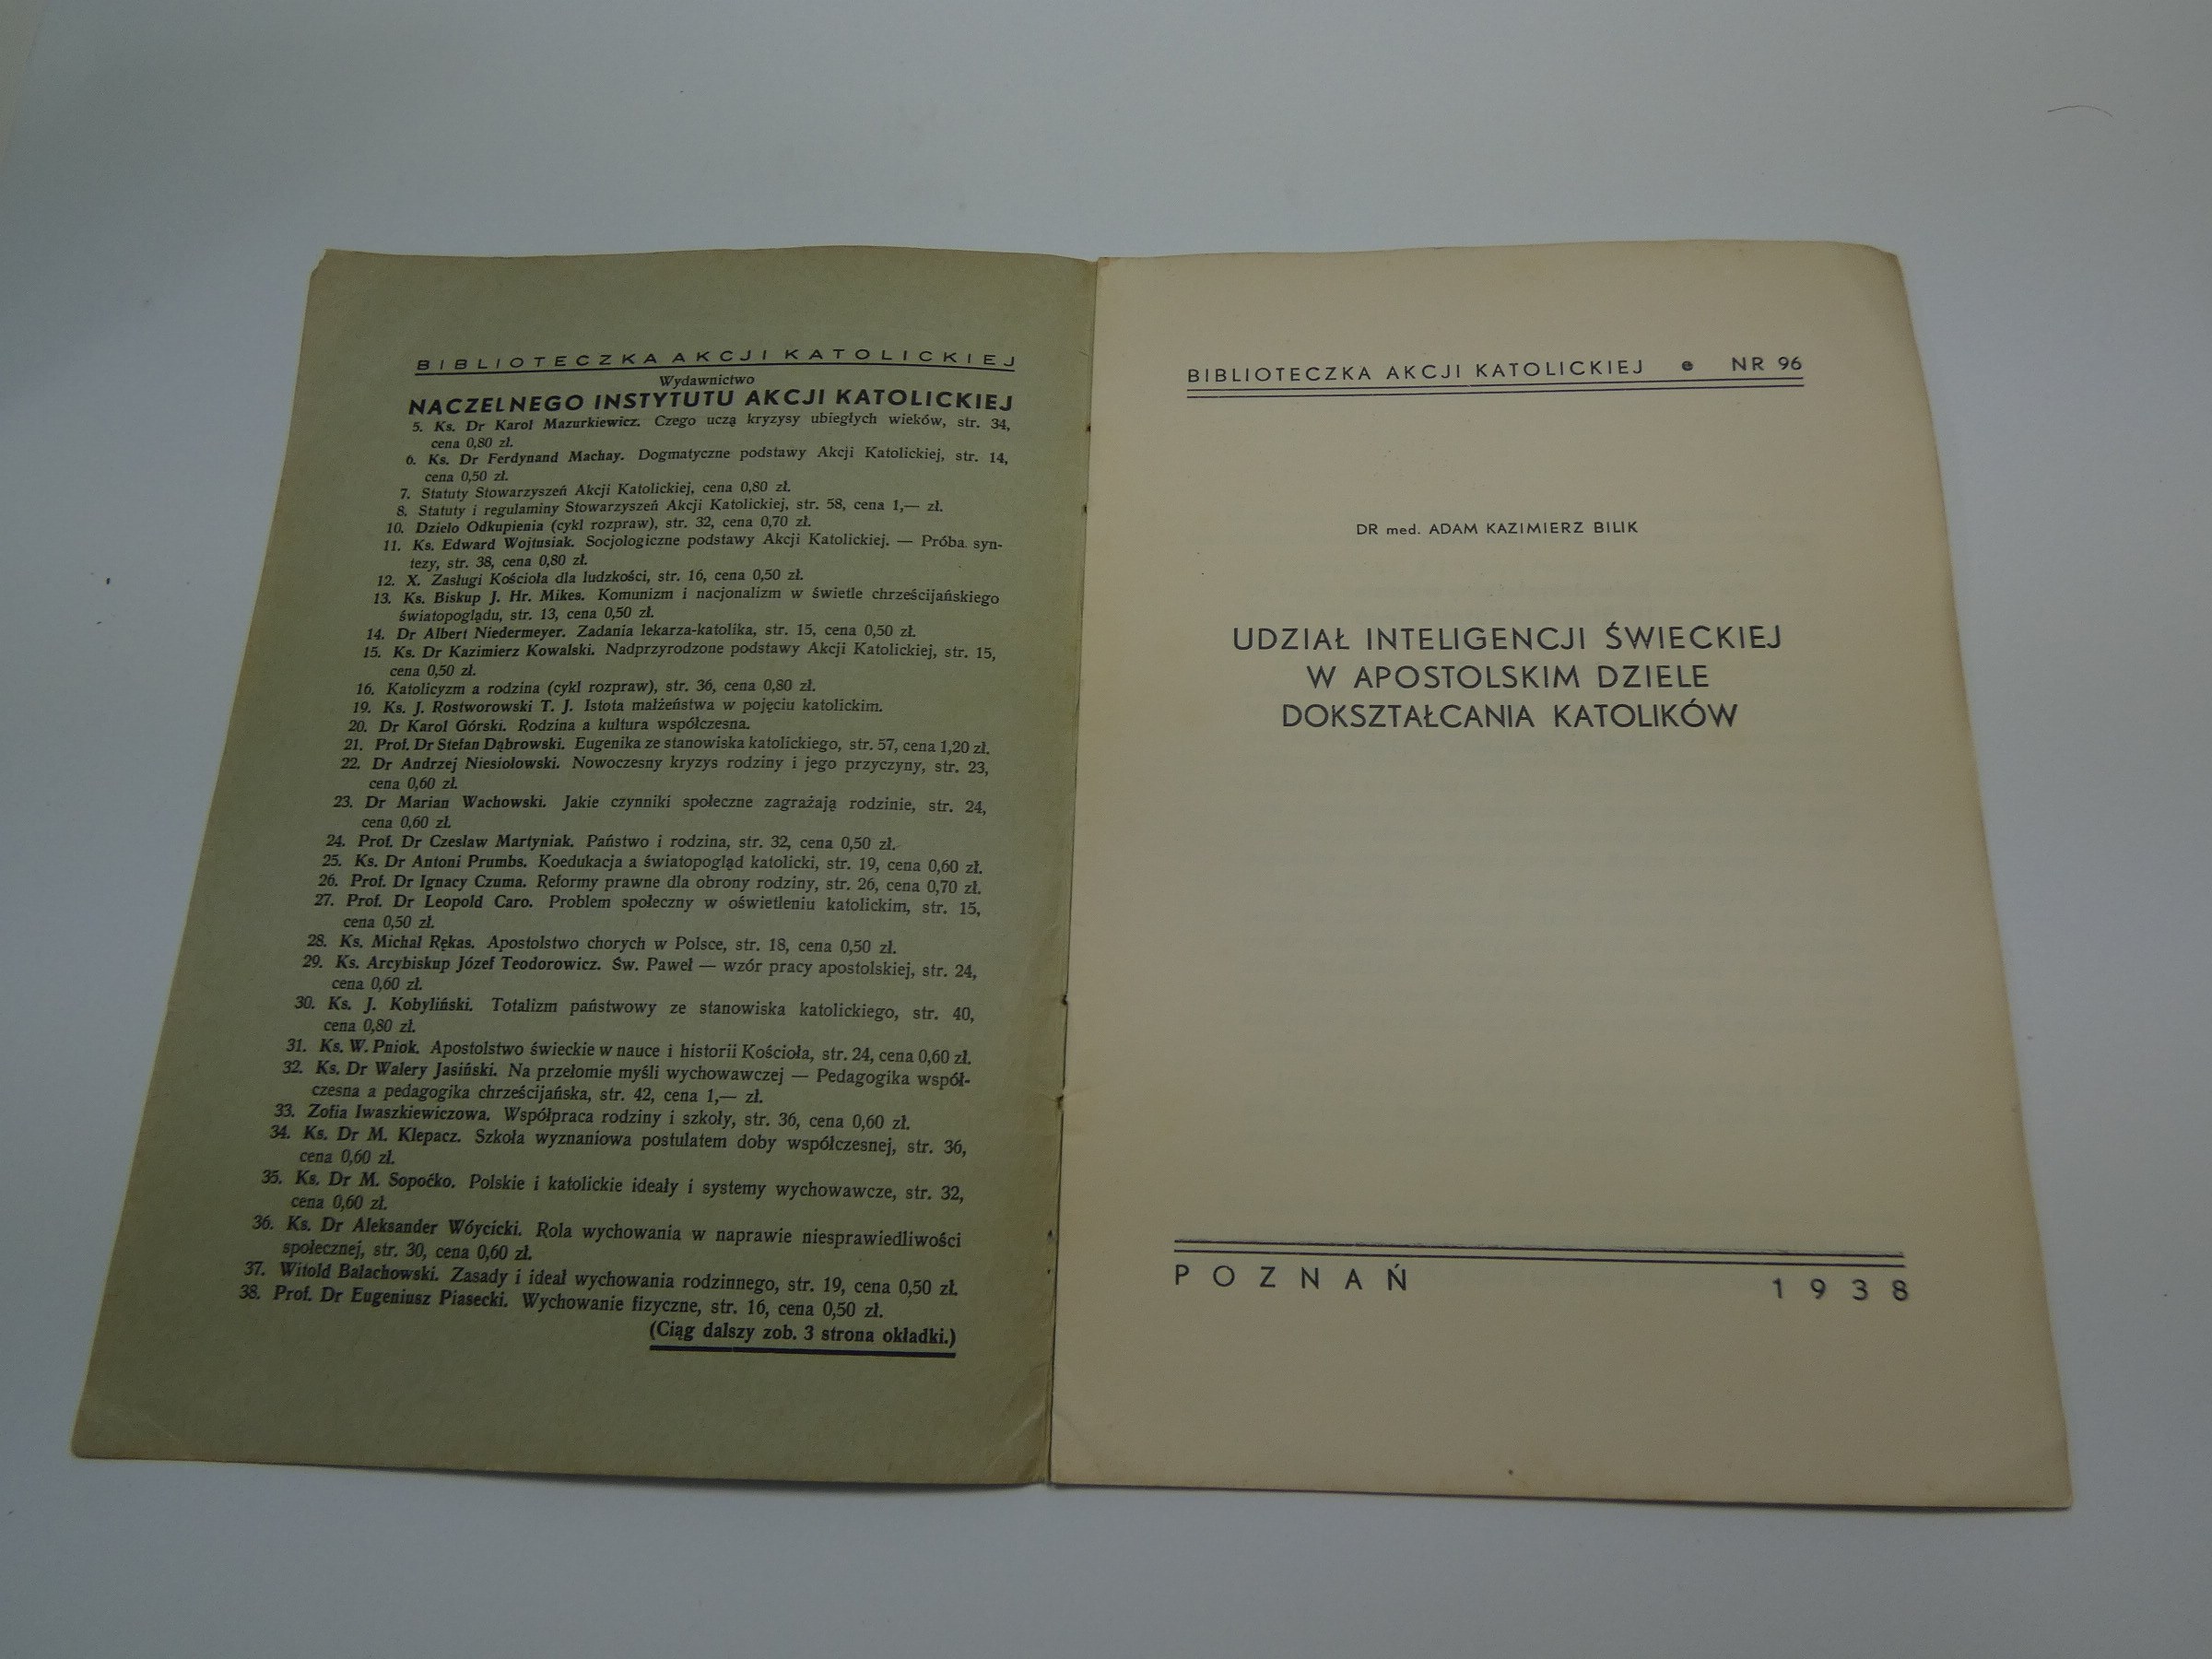 BIBLIOTECZKA AKCJI KATOLICKIEJ
Wydawnictwo
NACZELNEGO INSTYTUTU AKCJI KATOLICKIEJ
5. Ks. Dr Karol Mazurkiewicz. Czego uczą kryzysy ubiegłych wieków, str. 34,
cena 0,80 zł.
6. Ks. Dr Ferdynand Machay. Dogmatyczne podstawy Akcji Katolickiej, str. 14,
cena 0,50 zł.
7. Statuty Stowarzyszeń Akcji Katolickiej, cena 0,80 zł.
8. Statuty i regulaminy Stowarzyszeń Akcji Katolickiej, str. 58, cena 1,— zł.
10. Dzieło Odkupienia (cykl rozpraw), str. 32, cena 0,70 zł.
11. Ks. Edward Wojtusiak. Socjologiczne podstawy Akcji Katolickiej. — Próba syn-
tezy, str. 38, cena 0,80 zł.
12. X. Zasługi Kościoła dla ludzkości, str. 16, cena 0,50 zł.
13. Ks. Biskup J. Hr. Mikes. Komunizm i nacjonalizm w świetle chrześcijańskiego
światopoglądu, str. 13, cena 0,50 zł.
14. Dr Albert Niedermeyer. Zadania lekarza-katolika, str. 15, cena 0,50 zł.
15. Ks. Dr Kazimierz Kowalski. Nadprzyrodzone podstawy Akcji Katolickiej, str. 15,
cena 0,50 zł.
16. Katolicyzm a rodzina (cykl rozpraw), str. 36, cena 0,80 zł.
19. Ks. J. Rostworowski T. J. Istota małżeństwa w pojęciu katolickim.
20. Dr Karol Górski. Rodzina a kultura współczesna.
21. Prof. Dr Stefan Dąbrowski. Eugenika ze stanowiska katolickiego, str. 57, cena 1,20 zł.
22. Dr Andrzej Niesiołowski. Nowoczesny kryzys rodziny i jego przyczyny, str. 23,
cena 0,60 zł.
23. Dr Marian Wachowski. Jakie czynniki społeczne zagrażają rodzinie, str. 24,
cena 0,60 zł.
24. Prof. Dr Czesław Martyniak. Państwo i rodzina, str. 32, cena 0,50 zł.
25. Ks. Dr Antoni Prumbs. Koedukacja a światopogląd katolicki, str. 19, cena 0,60 zł.
26. Prof. Dr Ignacy Czuma. Reformy prawne dla obrony rodziny, str. 26, cena 0,70 zł.
27. Prof. Dr Leopold Caro. Problem społeczny w oświetleniu katolickim, str. 15,
cena 0,50 zł.
28. Ks. Michał Rękas. Apostolstwo chorych w Polsce, str. 18, cena 0,50 zł.
29. Ks. Arcybiskup Józef Teodorowicz. Św. Paweł — wzór pracy apostolskiej, str. 24,
cena 0,60 zł.
30. Ks. J. Kobyliński. Totalizm państwowy ze stanowiska katolickiego, str. 40,
cena 0,80 zł.
31. Ks. W. Pniok. Apostolstwo świeckie w nauce i historii Kościoła, str. 24, cena 0,60 zł.
32. Ks. Dr Walery Jasiński. Na przełomie myśli wychowawczej — Pedagogika współ-
czesna a pedagogika chrześcijańska, str. 42, cena 1,— zł.
33. Zofia Iwaszkiewiczowa. Współpraca rodziny i szkoły, str. 36, cena 0,60 zł.
34. Ks. Dr M. Klepacz. Szkoła wyznaniowa postulatem doby współczesnej, str. 36,
cena 0,60 zł.
35. Ks. Dr M. Sopoćko. Polskie i katolickie ideały i systemy wychowawcze, str. 32,
cena 0,60 zł.
36. Ks. Dr Aleksander Wóycicki. Rola wychowania w naprawie niesprawiedliwości
społecznej, str. 30, cena 0,60 zł.
37. Witold Bałachowski. Zasady i ideał wychowania rodzinnego, str. 19, cena 0,50 zł.
38. Prof. Dr Eugeniusz Piasecki. Wychowanie fizyczne, str. 16, cena 0,50 zł.
(Ciąg dalszy zob. 3 strona okładki.)
BIBLIOTECZKA AKCJI KATOLICKIEJ • NR 96
DR med. ADAM KAZIMIERZ BILIK
UDZIAŁ INTELIGENCJI ŚWIECKIEJ
W APOSTOLSKIM DZIELE
DOKSZTAŁCANIA KATOLIKÓW
POZNAŃ 1938